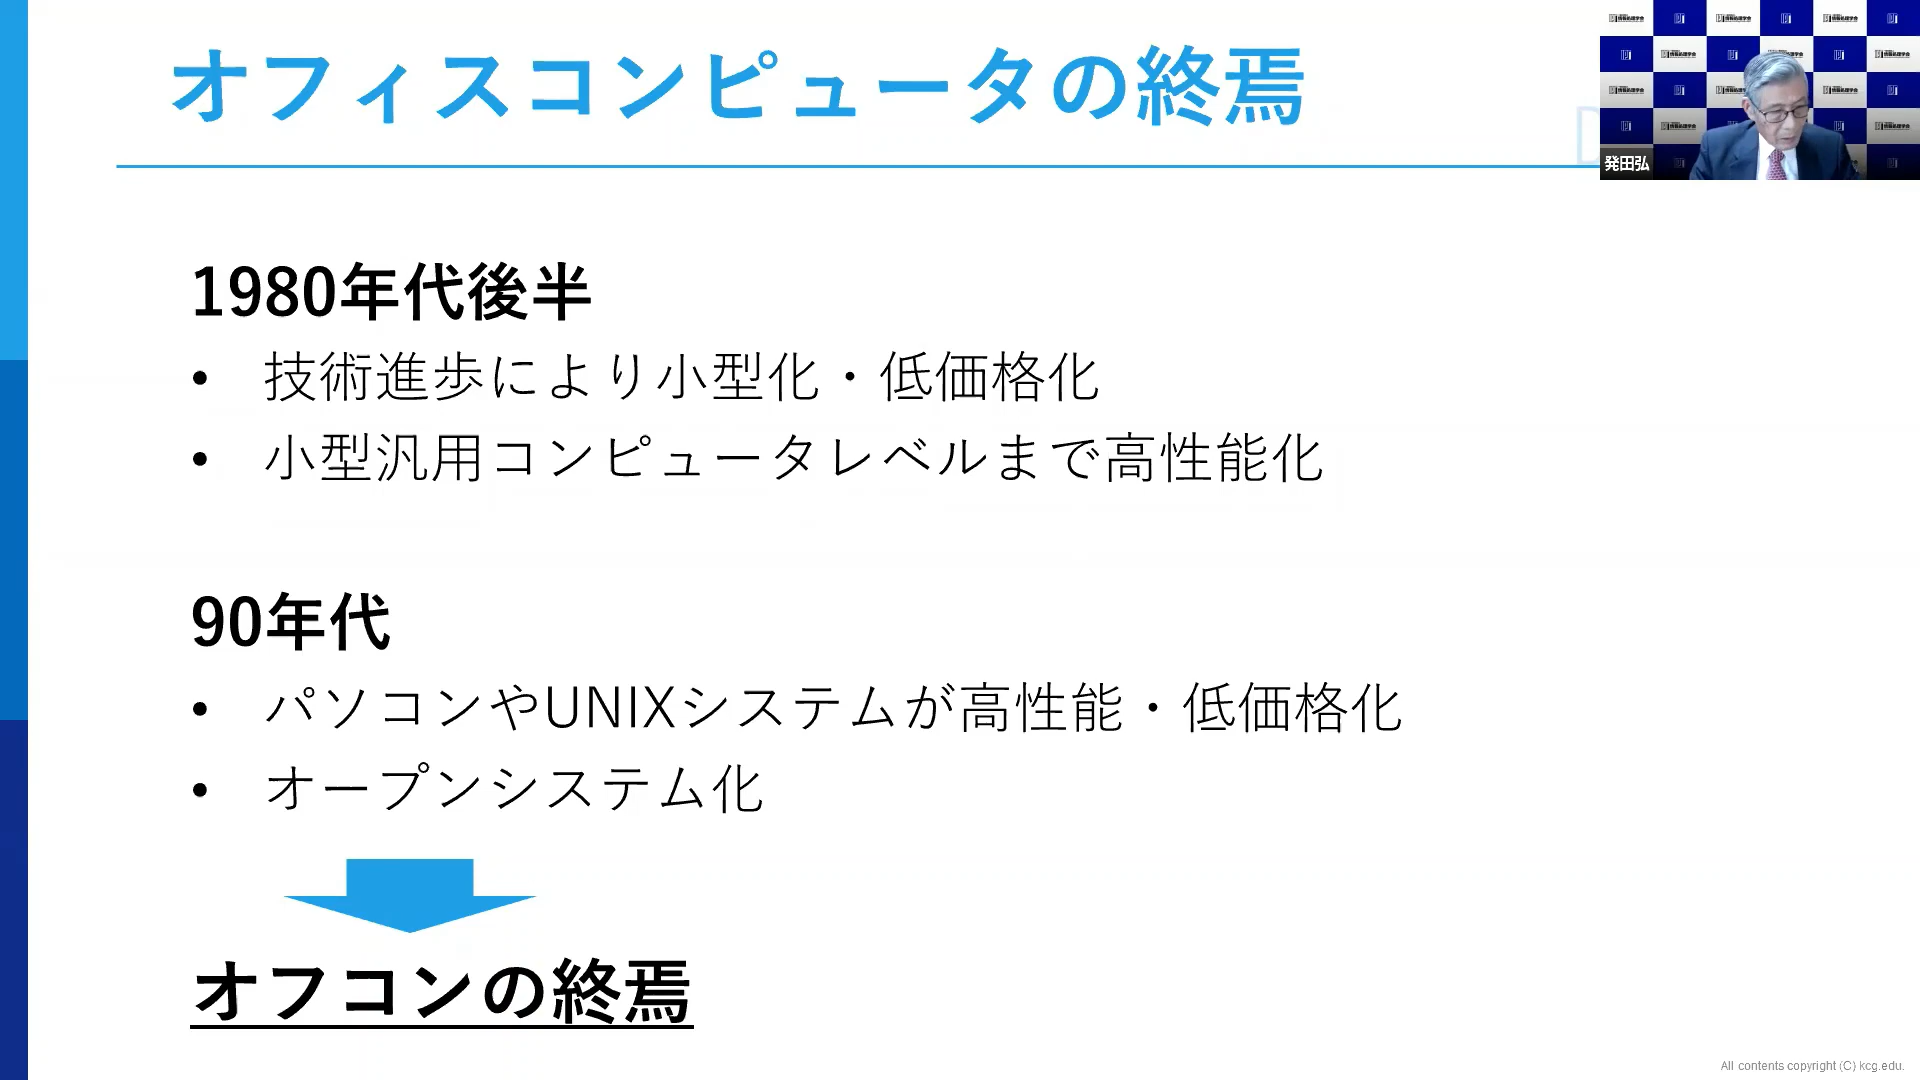 オフィスコンピュータの終焉
発田弘
1980年代後半
• 技術進歩により小型化・低価格化
• 小型汎用コンピュータレベルまで高性能化
90年代
• パソコンやUNIXシステムが高性能・低価格化
• オープンシステム化
オフコンの終焉
All contents copyright (C) kcg.edu.